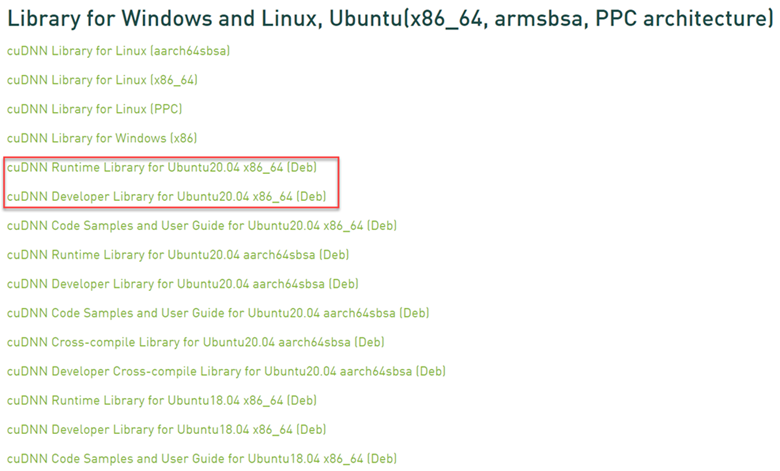 Library for Windows and Linux, Ubuntu(x86_64, armsbsa, PPC architecture)
cuDNN Library for Linux (aarch64sbsa)
cuDNN Library for Linux (x86_64)
cuDNN Library for Linux (PPC)
cuDNN Library for Windows (x86)
cuDNN Runtime Library for Ubuntu20.04 x86_64 (Deb)
cuDNN Developer Library for Ubuntu20.04 x86_64 (Deb)
cuDNN Code Samples and User Guide for Ubuntu20.04 x86_64 (Deb)
cuDNN Runtime Library for Ubuntu20.04 aarch64sbsa (Deb)
cuDNN Developer Library for Ubuntu20.04 aarch64sbsa (Deb)
cuDNN Code Samples and User Guide for Ubuntu20.04 aarch64sbsa (Deb)
cuDNN Cross-compile Library for Ubuntu20.04 aarch64sbsa (Deb)
cuDNN Developer Cross-compile Library for Ubuntu20.04 aarch64sbsa (Deb)
cuDNN Runtime Library for Ubuntu18.04 x86_64 (Deb)
cuDNN Developer Library for Ubuntu18.04 x86_64 (Deb)
cuDNN Code Samples and User Guide for Ubuntu18.04 x86_64 (Deb)